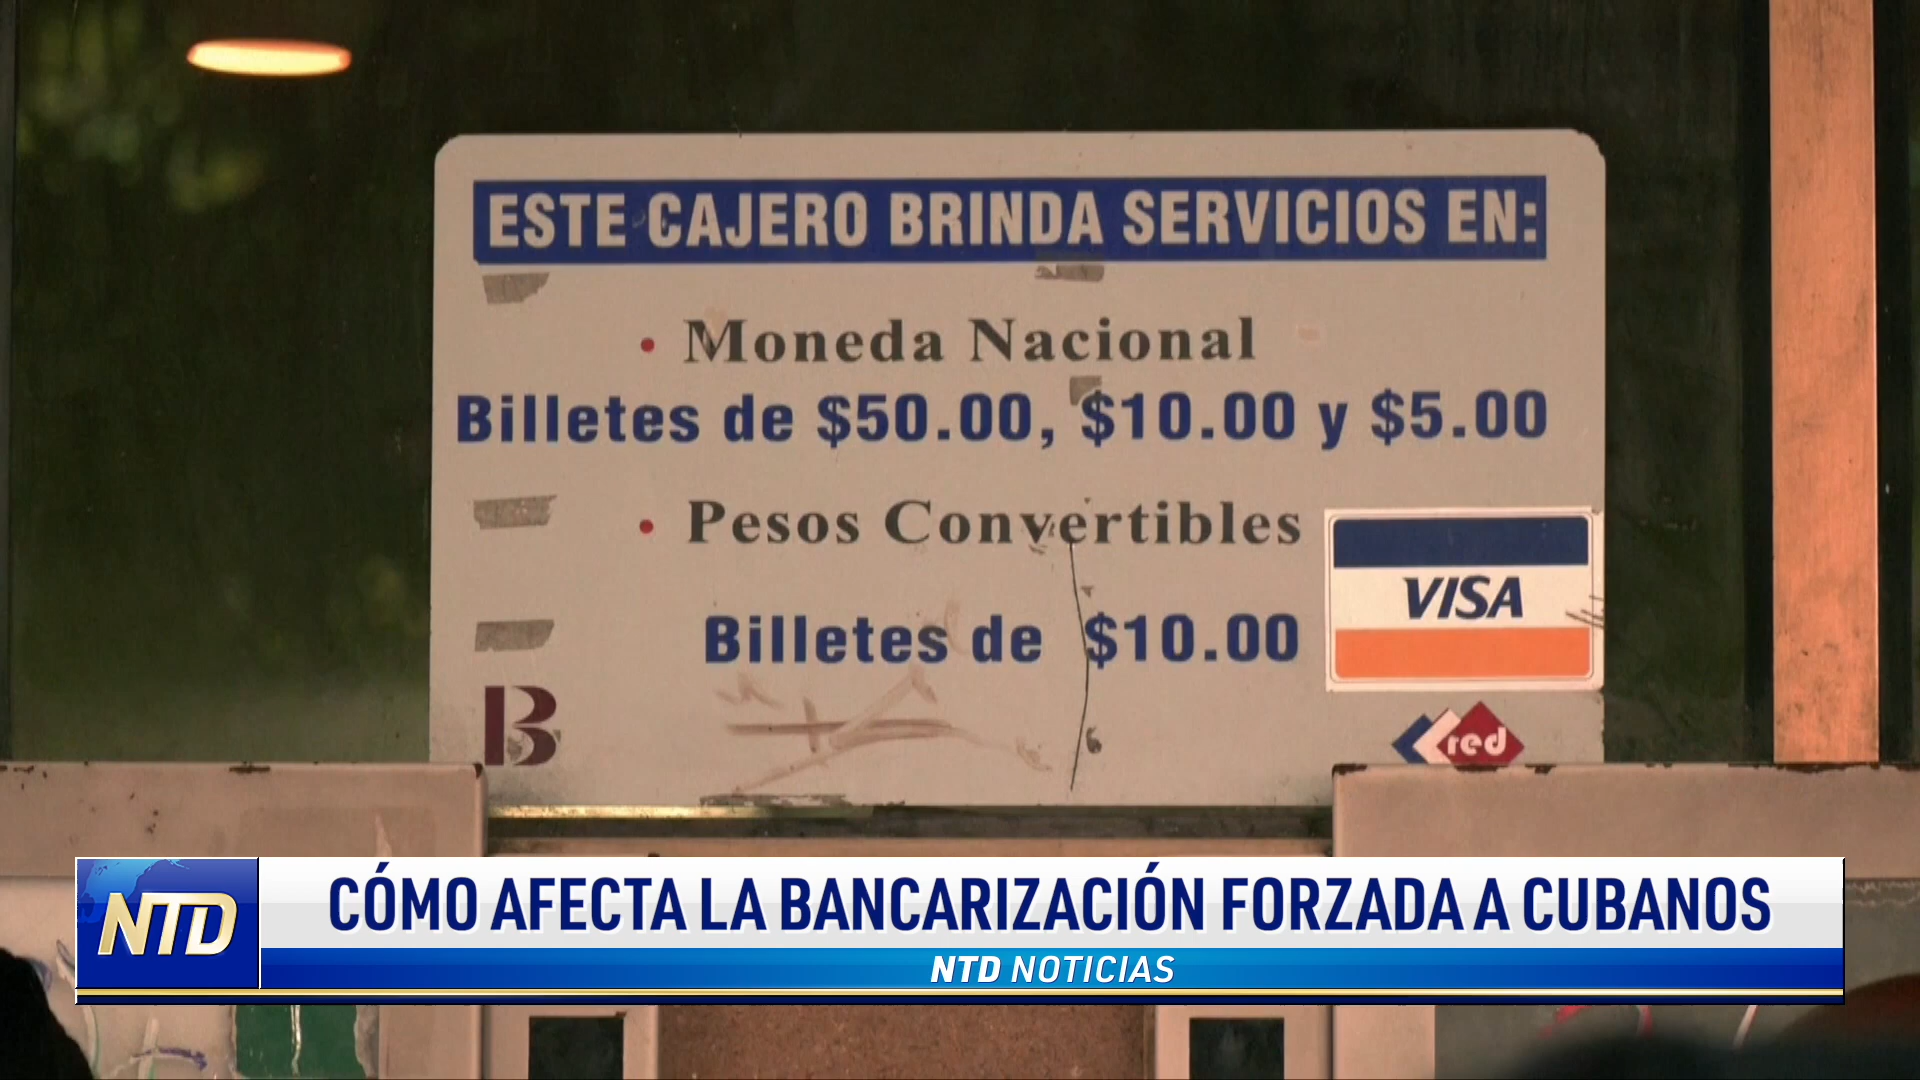 ESTE CAJERO BRINDA SERVICIOS EN:
• Moneda Nacional
Billetes de $50.00, $10.00 y $5.00
• Pesos Convertibles
Billetes de $10.00
VISA
B
red
NTD
CÓMO AFECTA LA BANCARIZACIÓN FORZADA A CUBANOS
NTD NOTICIAS